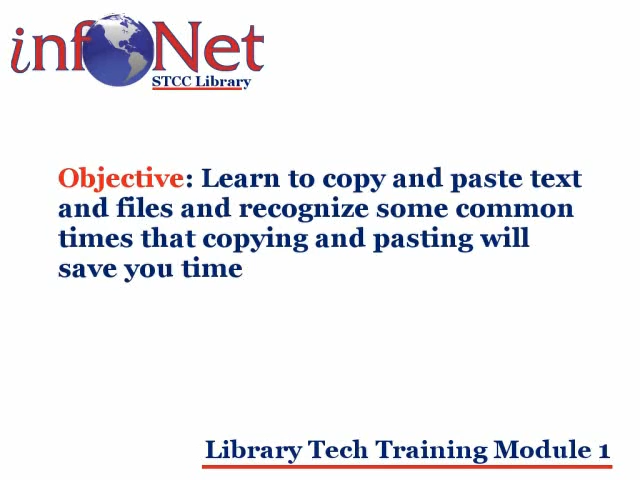 infoNet
STCC Library
Objective: Learn to copy and paste text
and files and recognize some common
times that copying and pasting will
save you time
Library Tech Training Module 1